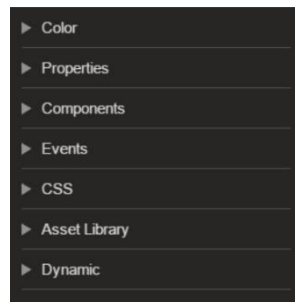 Color
Properties
Components
Events
CSS
Asset Library
Dynamic